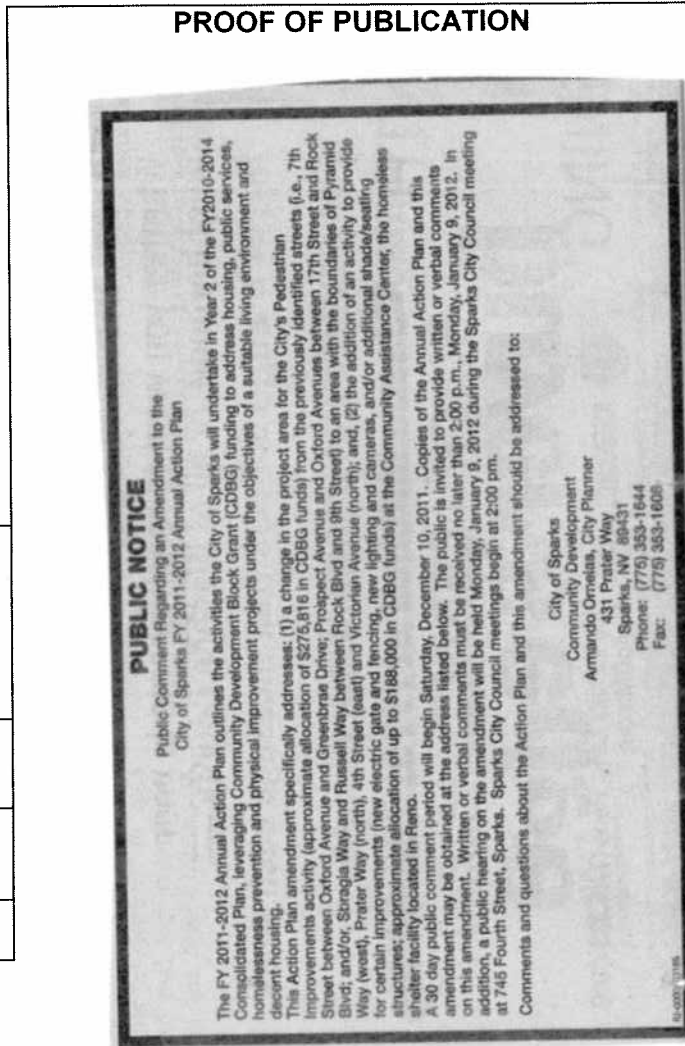 PROOF OF PUBLICATION
PUBLIC NOTICE
Public Comment Regarding an Amendment to the
City of Sparks FY 2011-2012 Annual Action Plan
The FY 2011-2012 Annual Action Plan outlines the activities the City of Sparks will undertake in Year 2 of the FY2010-2014
Consolidated Plan, leveraging Community Development Block Grant (CDBG) funding to address housing, public services,
homelessness prevention and physical improvement projects under the objectives of a suitable living environment and
decent housing.
This Action Plan amendment specifically addresses: (1) a change in the project area for the City's Pedestrian
Improvements activity (approximate allocation of $275,816 in CDBG funds) from the previously identified streets (i.e., 7th
Street between Oxford Avenue and Greenbrae Drive; Prospect Avenue and Oxford Avenues between 17th Street and Rock
Blvd; and/or, Sbragia Way and Russell Way between Rock Blvd and 9th Street) to an area with the boundaries of Pyramid
Way (west), Prater Way (north), 4th Street (east) and Victorian Avenue (north); and, (2) the addition of an activity to provide
for certain improvements (new electric gate and fencing, new lighting and cameras, and/or additional shade/seating
structures; approximate allocation of up to $188,000 in CDBG funds) at the Community Assistance Center, the homeless
shelter facility located in Reno.
A 30 day public comment period will begin Saturday, December 10, 2011. Copies of the Annual Action Plan and this
amendment may be obtained at the address listed below. The public is invited to provide written or verbal comments
on this amendment. Written or verbal comments must be received no later than 2:00 p.m., Monday, January 9, 2012. In
addition, a public hearing on the amendment will be held Monday, January 9, 2012 during the Sparks City Council meeting
at 745 Fourth Street, Sparks. Sparks City Council meetings begin at 2:00 pm.
Comments and questions about the Action Plan and this amendment should be addressed to:
City of Sparks
Community Development
Armando Ornelas, City Planner
431 Prater Way
Sparks, NV 89431
Phone: (775) 353-1644
Fax: (775) 353-1608